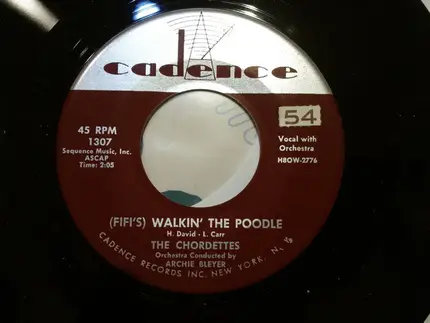 cadence
54
45 RPM
1307
Sequence Music, Inc.
ASCAP
Time: 2:05
Vocal with
Orchestra
H8OW-2776
(FIFI'S) WALKIN' THE POODLE
H. David - L. Carr
THE CHORDETTES
Orchestra Conducted by
ARCHIE BLEYER
CADENCE RECORDS INC. NEW YORK, N. Y.